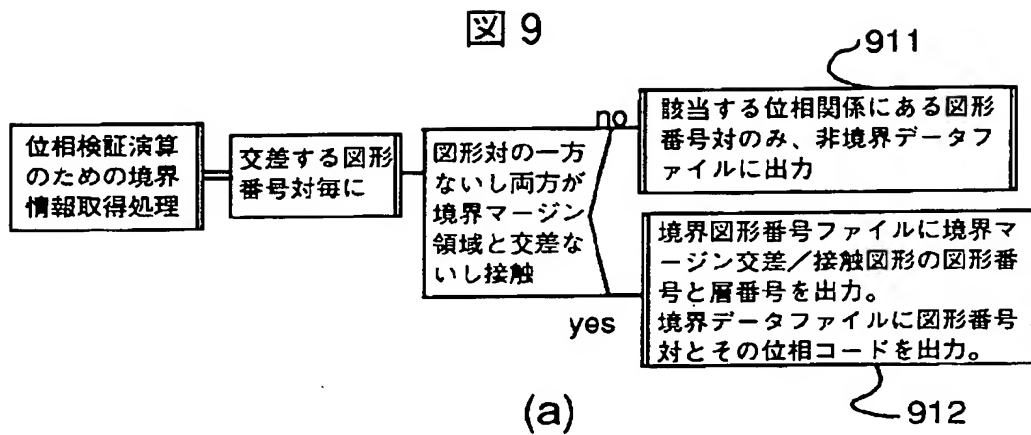 図 9
911
位相検証演算
のための境界
情報取得処理
交差する図形
番号対毎に
図形対の一方
ないし両方が
境界マージン
領域と交差な
いし接触
no
該当する位相関係にある図形
番号対のみ、非境界データフ
ァイルに出力
yes
境界図形番号ファイルに境界マ
ージン交差／接触図形の図形番
号と層番号を出力。
境界データファイルに図形番号
対とその位相コードを出力。
912
(a)